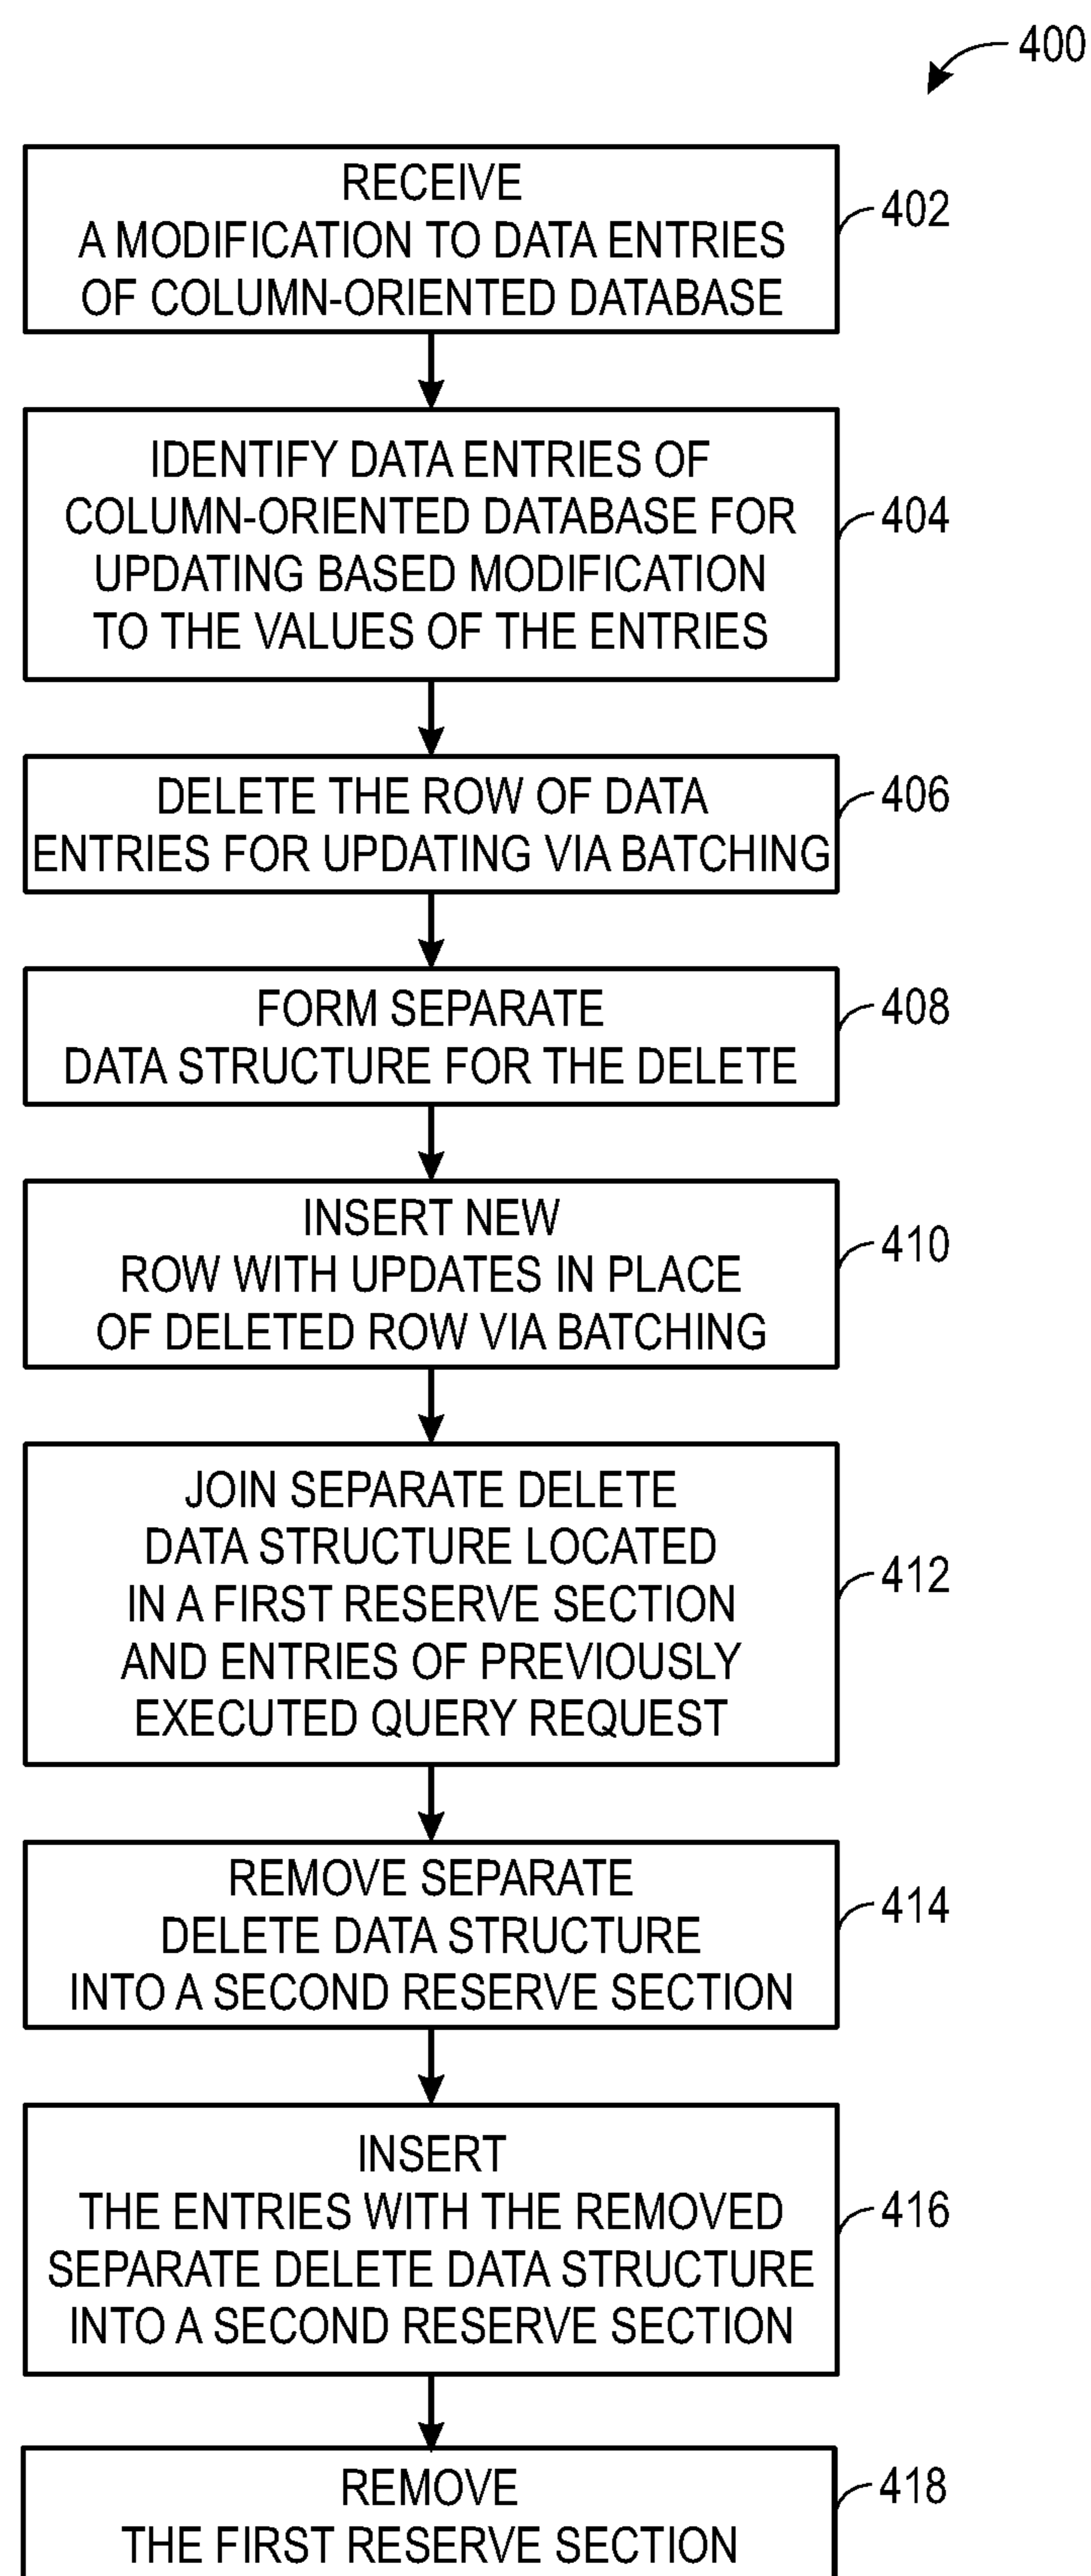 400
RECEIVE
A MODIFICATION TO DATA ENTRIES
OF COLUMN-ORIENTED DATABASE
402
IDENTIFY DATA ENTRIES OF
COLUMN-ORIENTED DATABASE FOR
UPDATING BASED MODIFICATION
TO THE VALUES OF THE ENTRIES
404
DELETE THE ROW OF DATA
ENTRIES FOR UPDATING VIA BATCHING
406
FORM SEPARATE
DATA STRUCTURE FOR THE DELETE
408
INSERT NEW
ROW WITH UPDATES IN PLACE
OF DELETED ROW VIA BATCHING
410
JOIN SEPARATE DELETE
DATA STRUCTURE LOCATED
IN A FIRST RESERVE SECTION
AND ENTRIES OF PREVIOUSLY
EXECUTED QUERY REQUEST
412
REMOVE SEPARATE
DELETE DATA STRUCTURE
INTO A SECOND RESERVE SECTION
414
INSERT
THE ENTRIES WITH THE REMOVED
SEPARATE DELETE DATA STRUCTURE
INTO A SECOND RESERVE SECTION
416
REMOVE
THE FIRST RESERVE SECTION
418